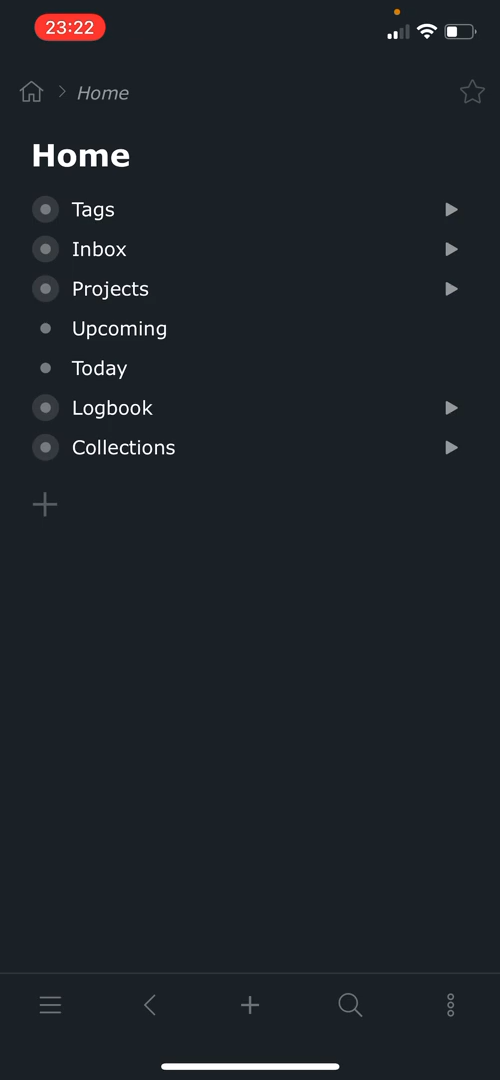 23:22
Home
Home
Tags
Inbox
Projects
Upcoming
Today
Logbook
Collections